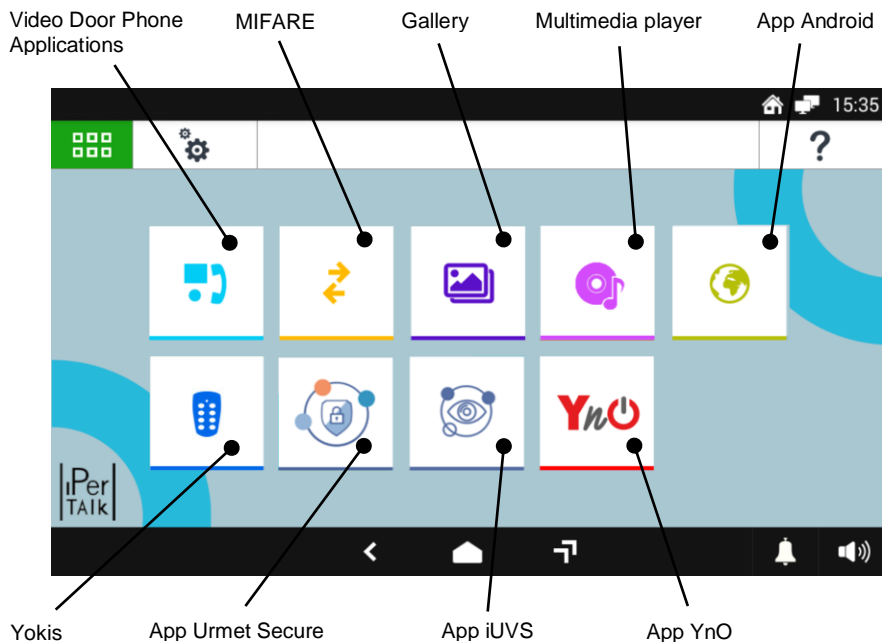 Video Door Phone
Applications
MIFARE
Gallery
Multimedia player
App Android
15:35
?
YnO
iPer
TAlk
Yokis
App Urmet Secure
App iUVS
App YnO